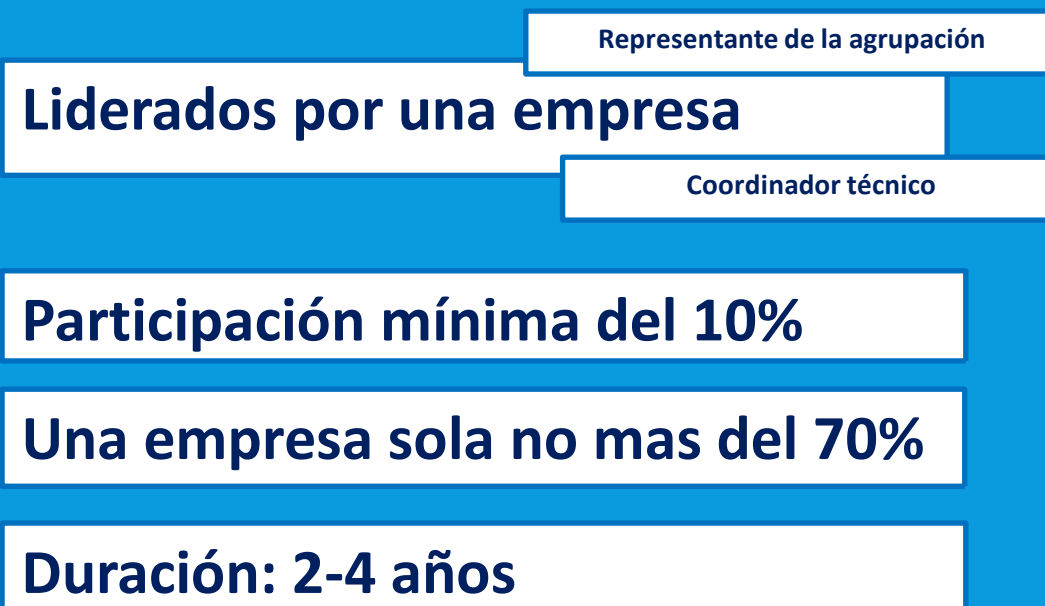 Representante de la agrupación
Liderados por una empresa
Coordinador técnico
Participación mínima del 10%
Una empresa sola no mas del 70%
Duración: 2-4 años